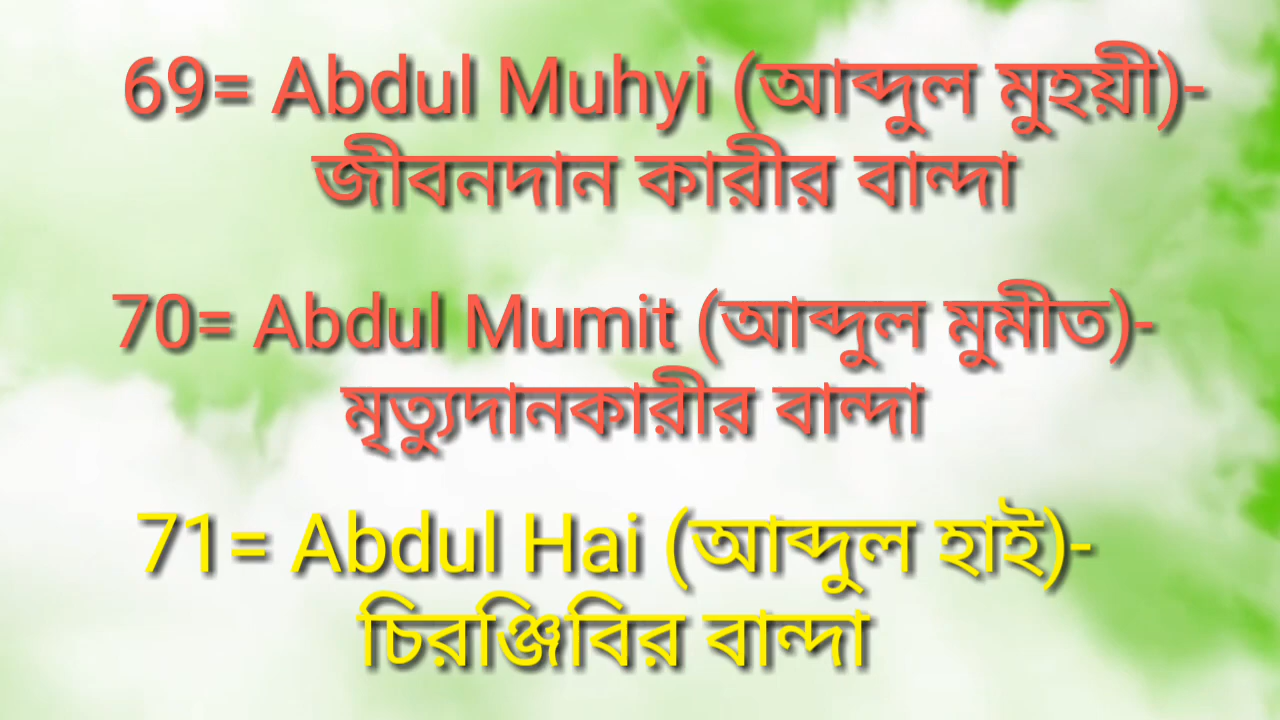 69= Abdul Muhyi (আব্দুল মুহয়ী)-
জীবনদান কারীর বান্দা
70= Abdul Mumit (আব্দুল মুমীত)-
মৃত্যুদানকারীর বান্দা
71= Abdul Hai (আব্দুল হাই)-
চিরঞ্জিবির বান্দা